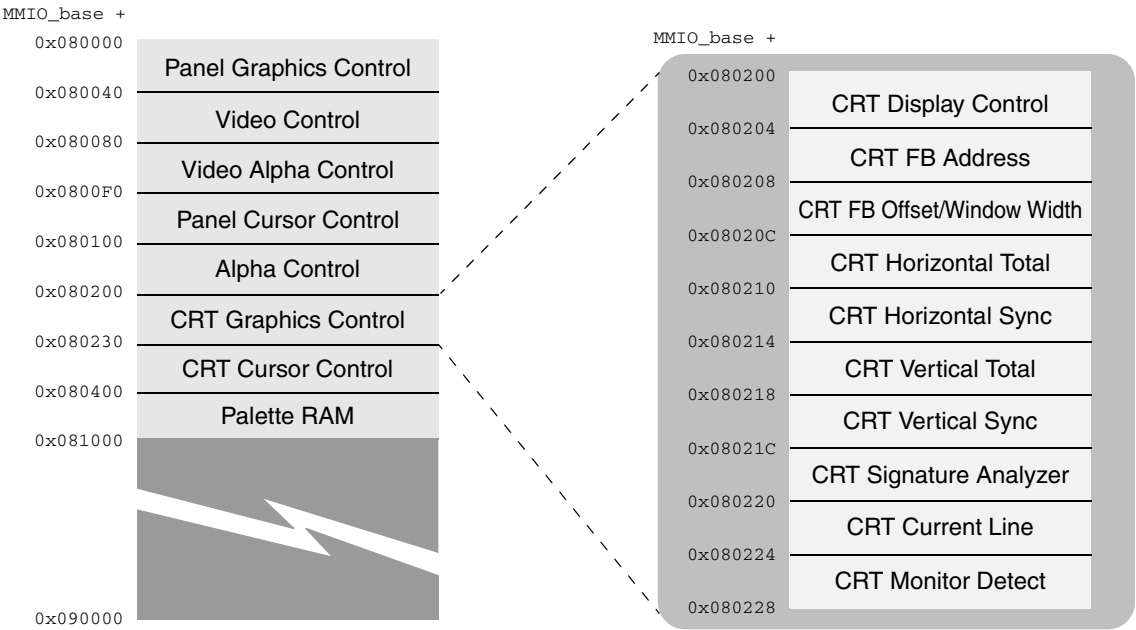 MMIO_base +
0x080000
Panel Graphics Control
0x080040
Video Control
0x080080
Video Alpha Control
0x0800F0
Panel Cursor Control
0x080100
Alpha Control
0x080200
CRT Graphics Control
0x080230
CRT Cursor Control
0x080400
Palette RAM
0x081000
0x090000
MMIO_base +
0x080200
CRT Display Control
0x080204
CRT FB Address
0x080208
CRT FB Offset/Window Width
0x08020C
CRT Horizontal Total
0x080210
CRT Horizontal Sync
0x080214
CRT Vertical Total
0x080218
CRT Vertical Sync
0x08021C
CRT Signature Analyzer
0x080220
CRT Current Line
0x080224
CRT Monitor Detect
0x080228